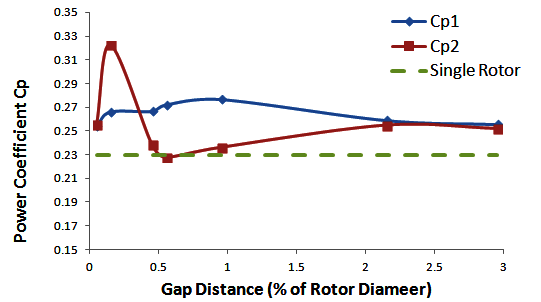 0.35
Cp1
0.33
Cp2
0.31
Single Rotor
0.29
0.27
0.25
0.23
0.21
0.19
0.17
0.15
0 0.5 1 1.5 2 2.5 3
Power Coefficient Cp
Gap Distance (% of Rotor Diameer)